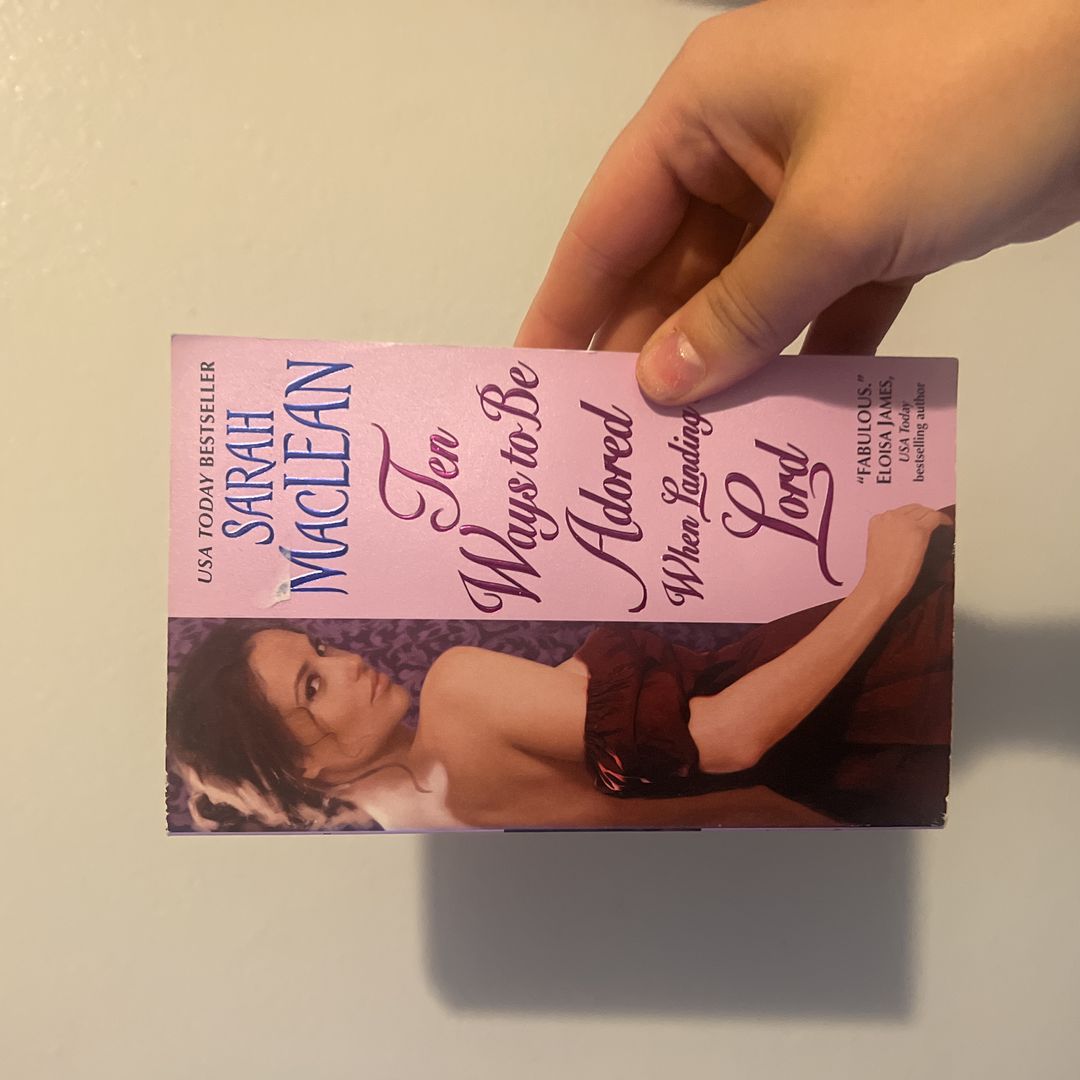 USA TODAY BESTSELLER
SARAH
MACLEAN
Ten
Ways to Be
Adored
When Landing
Lord
"FABULOUS."
ELOISA JAMES,
USA Today
bestselling author